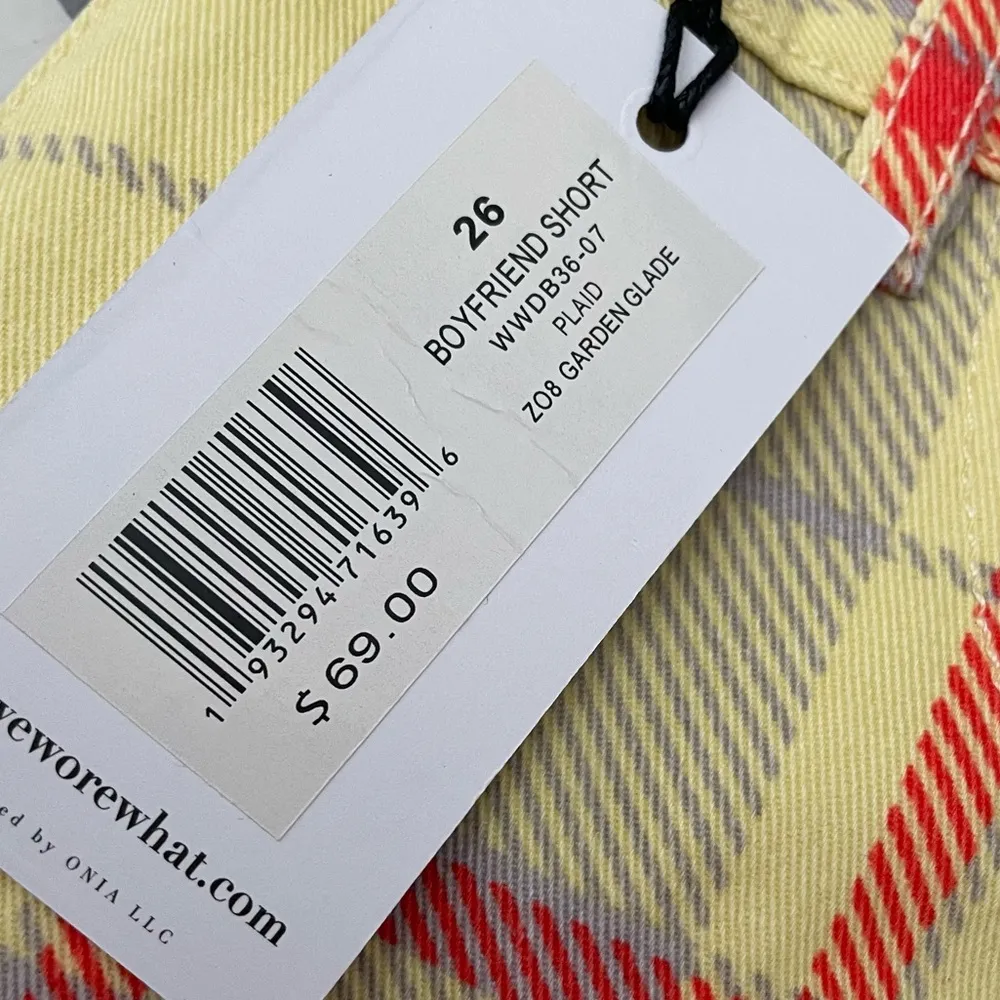 26
BOYFRIEND SHORT
WWDB36-07
PLAID
ZO8 GARDEN GLADE
1 93294 71639 6
$ 69.00
weworewhat.com
by ONIA LLC